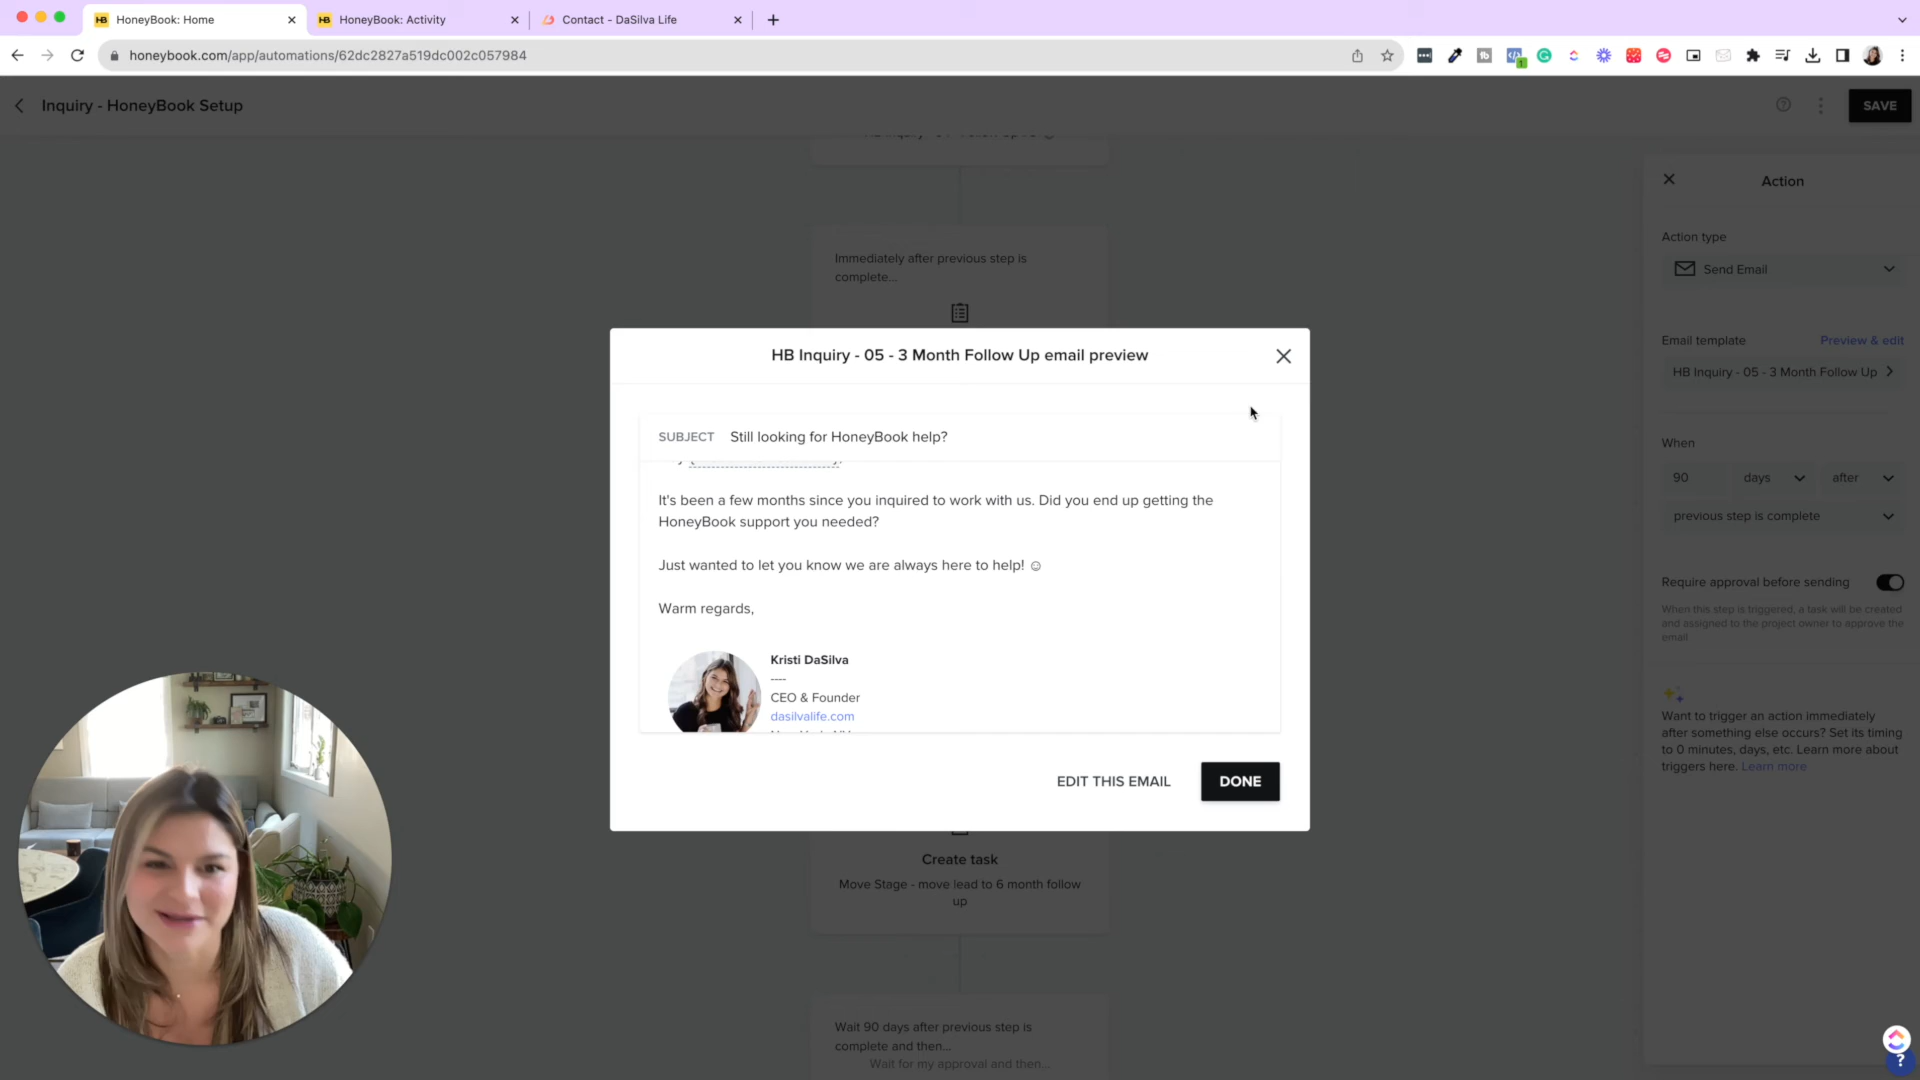 HoneyBook: Home
HoneyBook: Activity
Contact - DaSilva Life
honeybook.com/app/automations/62dc2827a519dc002c057984
Inquiry - HoneyBook Setup
SAVE
Immediately after previous step is
complete...
Action
Action type
Send Email
Email template
Preview & edit
HB Inquiry - 05 - 3 Month Follow Up
When
90
days
after
previous step is complete
Require approval before sending
When this step is triggered, a task will be created
and assigned to the project owner to approve the
email
Want to trigger an action immediately
after something else occurs? Set its timing
to 0 minutes, days, etc. Learn more about
triggers here. Learn more
HB Inquiry - 05 - 3 Month Follow Up email preview
SUBJECT Still looking for HoneyBook help?
It's been a few months since you inquired to work with us. Did you end up getting the
HoneyBook support you needed?
Just wanted to let you know we are always here to help! ☺
Warm regards,
Kristi DaSilva
----
CEO & Founder
dasilvalife.com
EDIT THIS EMAIL
DONE
Create task
Move Stage - move lead to 6 month follow
up
Wait 90 days after previous step is
complete and then...
Wait for my approval and then...